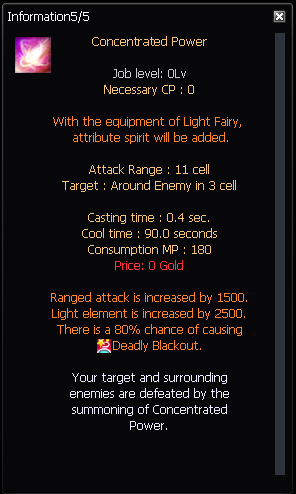 Information5/5
Concentrated Power
Job level: 0Lv
Necessary CP : 0
With the equipment of Light Fairy,
attribute spirit will be added.
Attack Range : 11 cell
Target : Around Enemy in 3 cell
Casting time : 0.4 sec.
Cool time : 90.0 seconds
Consumption MP : 180
Price: 0 Gold
Ranged attack is increased by 1500.
Light element is increased by 2500.
There is a 80% chance of causing
Deadly Blackout.
Your target and surrounding
enemies are defeated by the
summoning of Concentrated
Power.